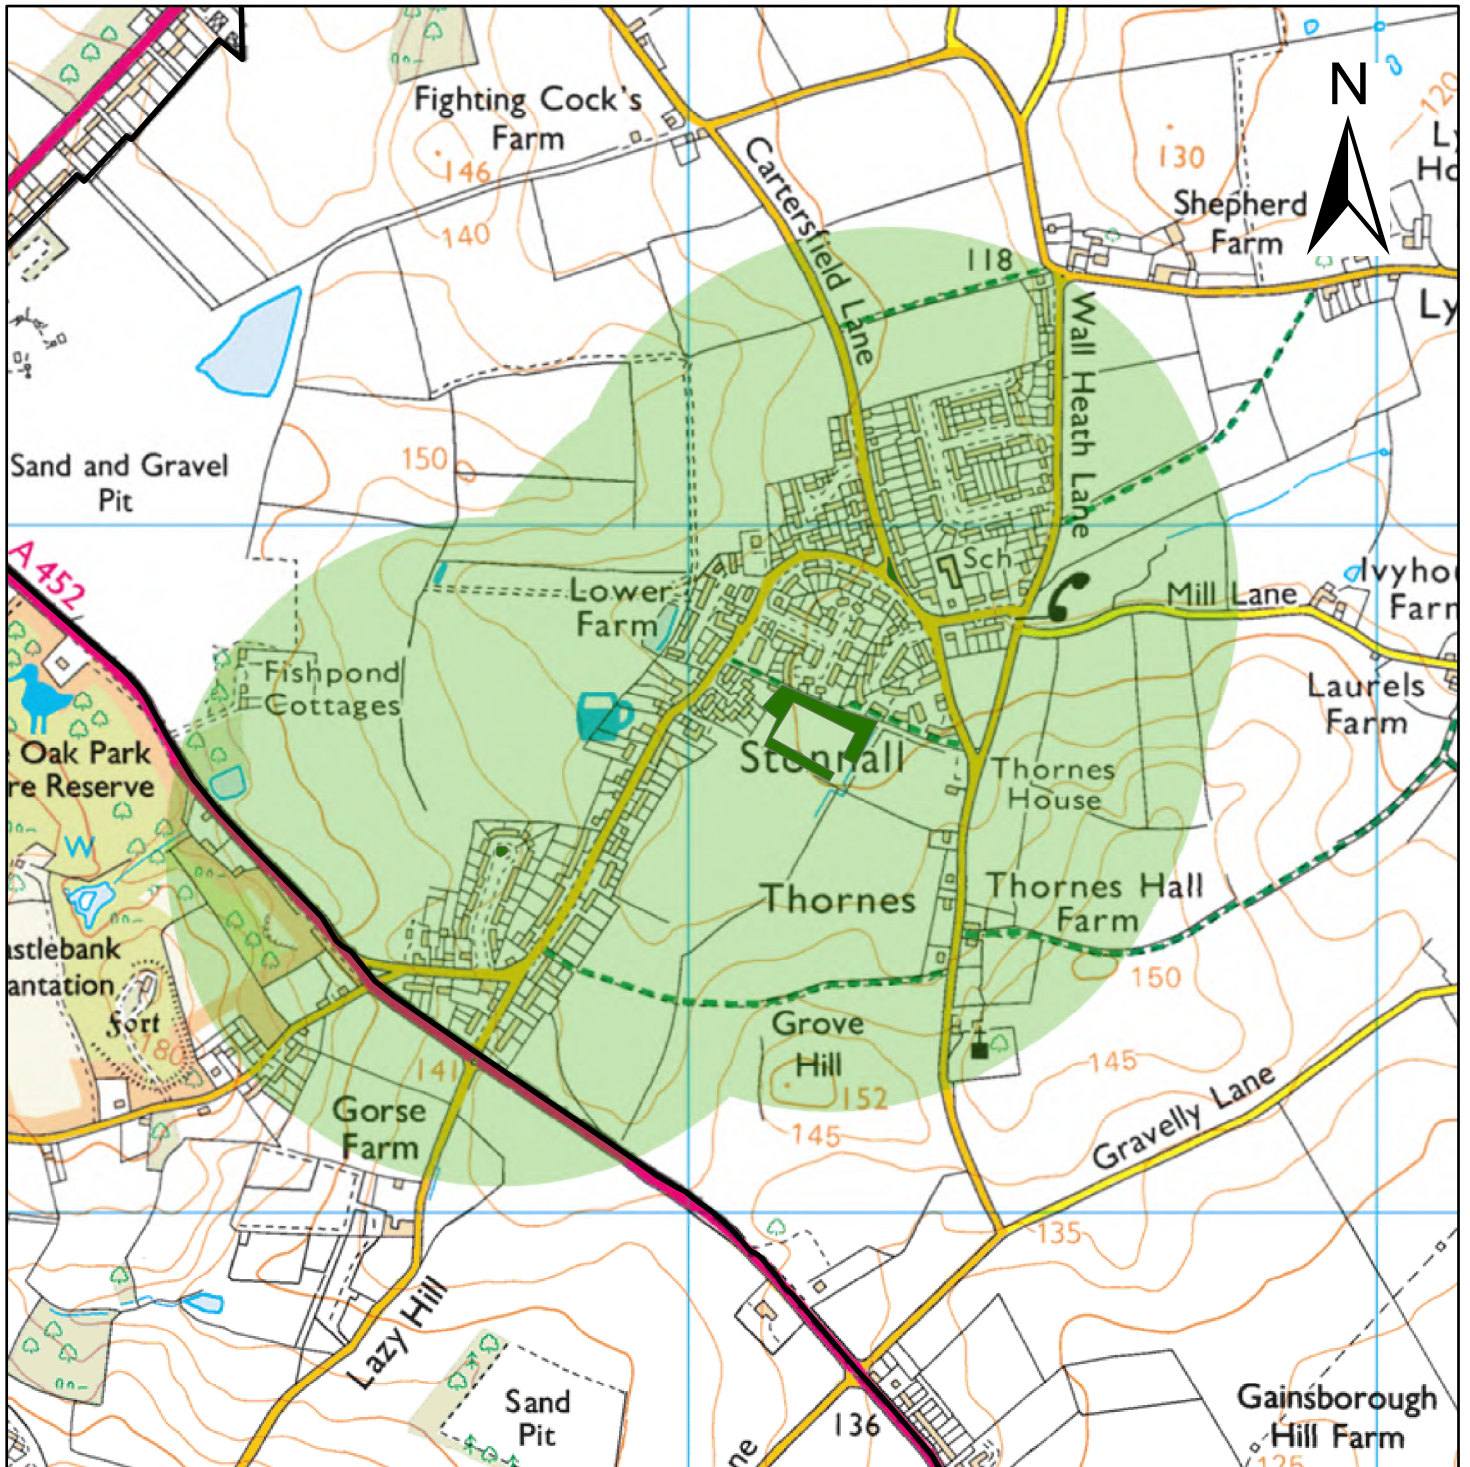 Fighting Cock's
Farm
146
140
Cartersfield Lane
N
120
130
Shepherd
Farm
118
Wall Heath Lane
Sand and Gravel
Pit
150
A 452
Lower
Farm
Sch
Mill Lane
Fishpond
Cottages
Laurels
Farm
Oak Park
re Reserve
W
Stonnall
Thornes
House
Thornes
Thornes Hall
Farm
astlebank
antation
Fort
180
150
Grove
Hill
152
141
145
145
Gorse
Farm
Gravelly Lane
135
Lazy Hill
Sand
Pit
136
Gainsborough
Hill Farm
125